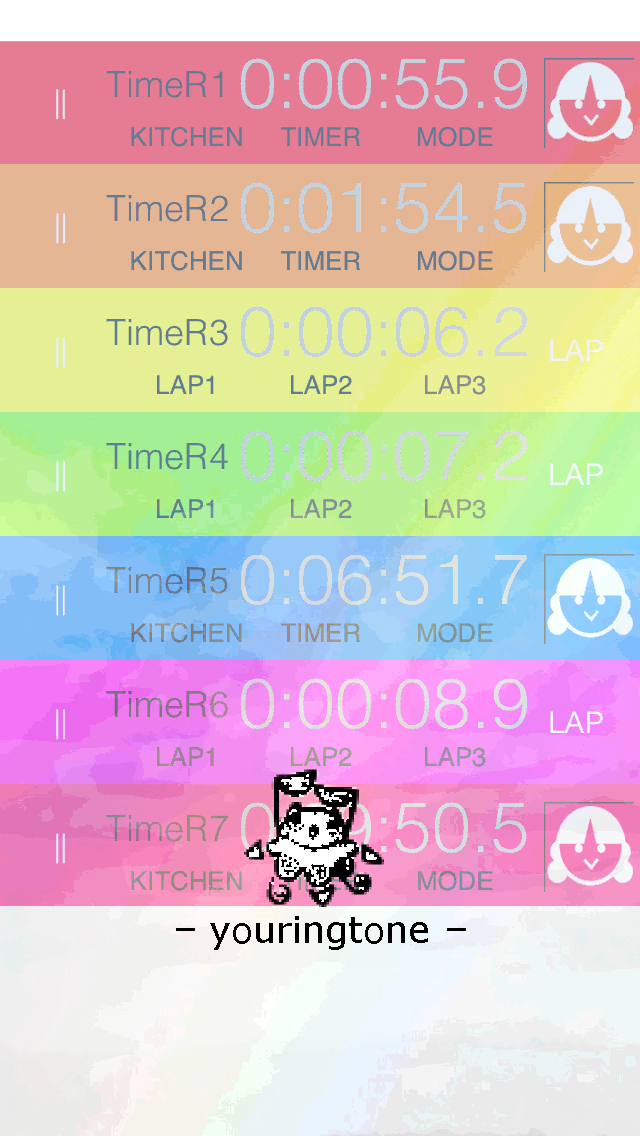 TimeR1 0:00:55.9
KITCHEN TIMER MODE
TimeR2 0:01:54.5
KITCHEN TIMER MODE
TimeR3 0:00:06.2 LAP
LAP1 LAP2 LAP3
TimeR4 0:00:07.2 LAP
LAP1 LAP2 LAP3
TimeR5 0:06:51.7
KITCHEN TIMER MODE
TimeR6 0:00:08.9 LAP
LAP1 LAP2 LAP3
TimeR7 :50.5
KITCHEN MODE
– youringtone –